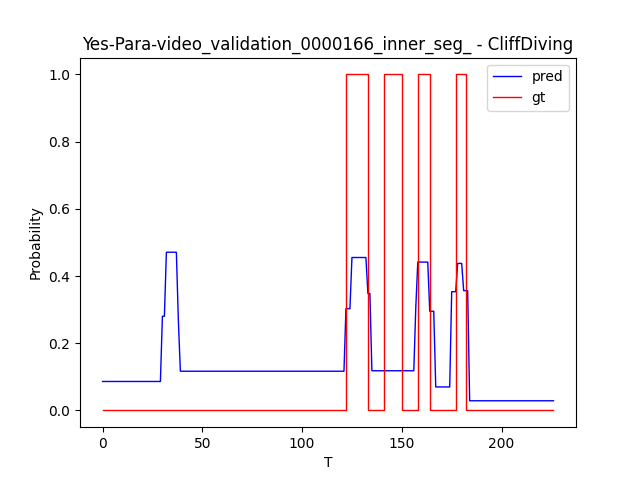 Yes-Para-video_validation_0000166_inner_seg_ - CliffDiving
pred
gt
1.0
0.8
0.6
0.4
0.2
0.0
Probability
0
50
100
150
200
T